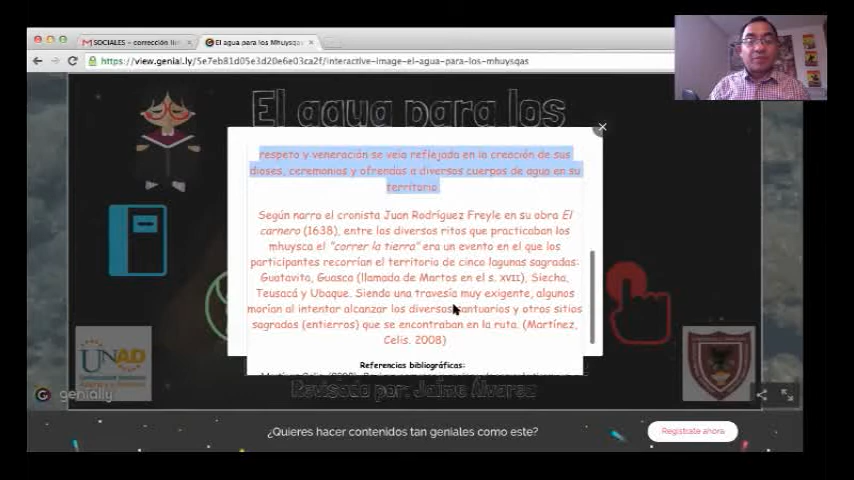 SOCIALES – corrección
El agua para los Mhuysqas
https://view.genial.ly/5e7eb81d05e3d20e6e03ca2f/interactive-image-el-agua-para-los-mhuysqas
El agua para los
respeto y veneración se veía reflejada en la creación de sus
dioses, ceremonias y ofrendas a diversos cuerpos de agua en su
territorio.
Según narra el cronista Juan Rodríguez Freyle en su obra El
carnero (1638), entre los diversos ritos que practicaban los
mhuysca el "correr la tierra" era un evento en el que los
participantes recorrían el territorio de cinco lagunas sagradas:
Guatavita, Guasca (llamada de Martos en el s. XVII), Siecha,
Teusacá y Ubaque. Siendo una travesía muy exigente, algunos
morían al intentar alcanzar los diversos santuarios y otros sitios
sagrados (entierros) que se encontraban en la ruta. (Martínez,
Celis. 2008)
Referencias bibliográficas:
UNAD
genially
Revisado por: Jaime Álvarez
¿Quieres hacer contenidos tan geniales como este?
Regístrate ahora